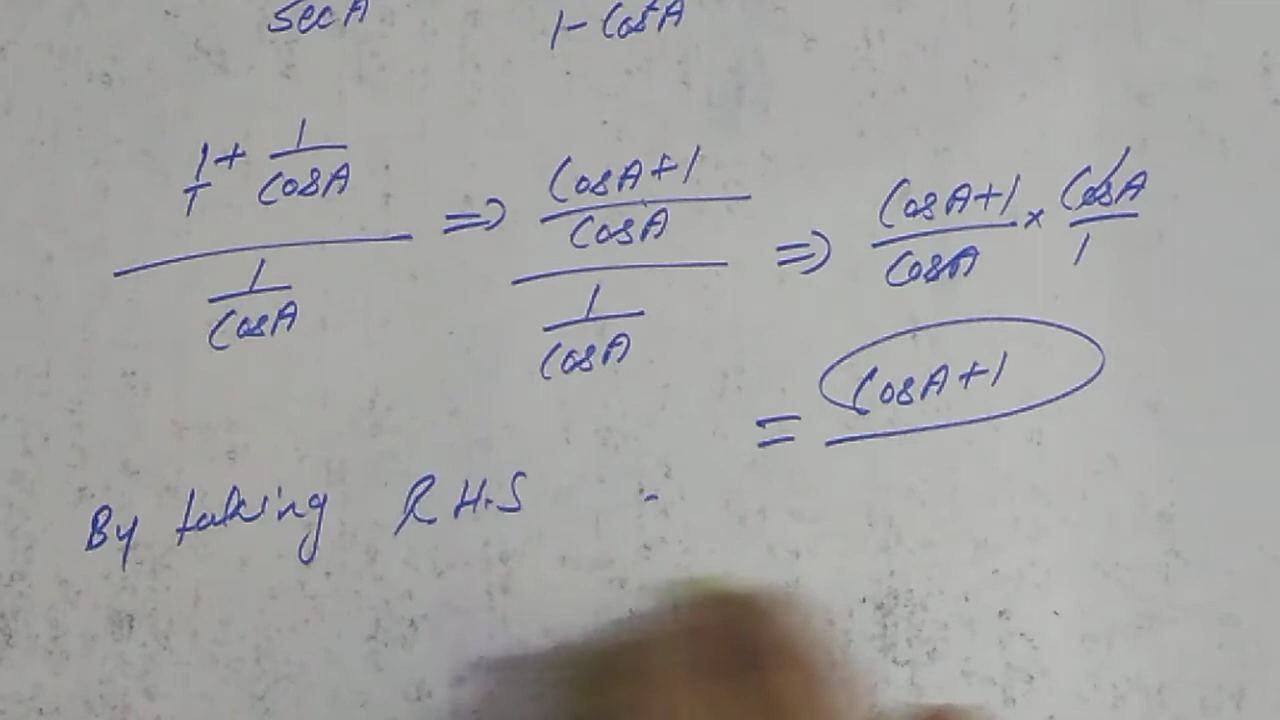 secA 1 - cosA
1/1 + 1/CosA / 1/CosA => CosA+1/CosA / 1/CosA => CosA+1/CosA × CosA/1
= CosA+1
By taking R.H.S -